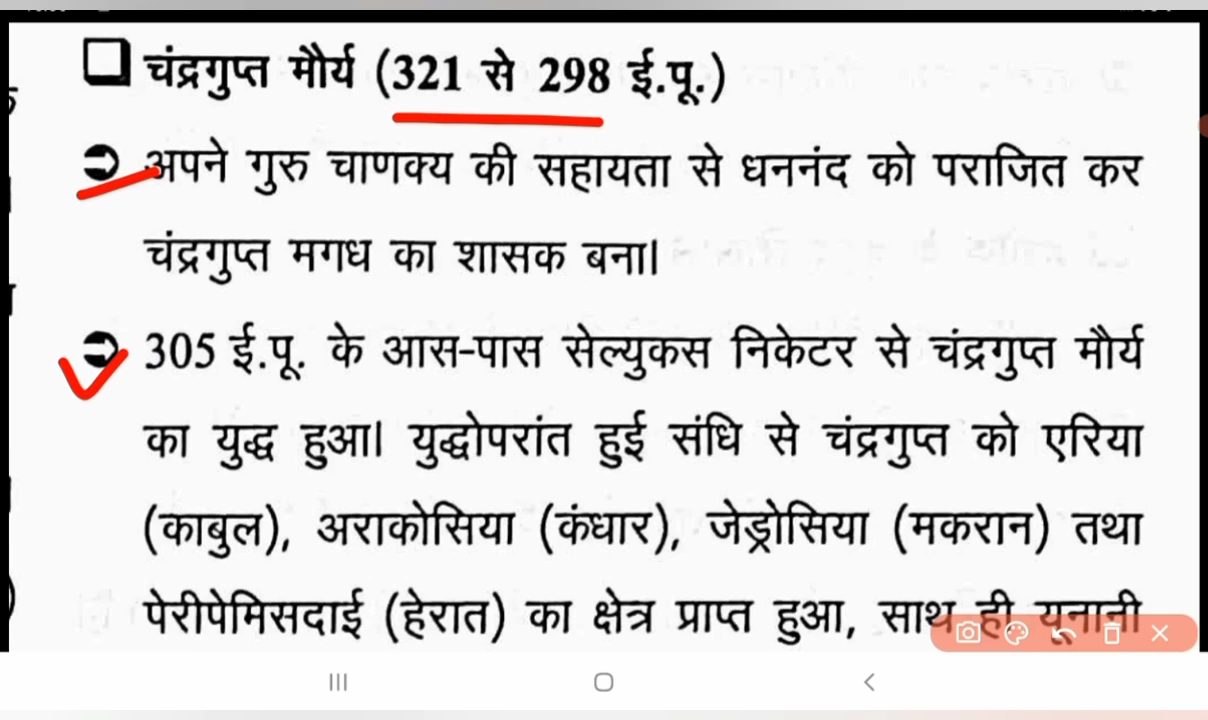 चंद्रगुप्त मौर्य (321 से 298 ई.पू.)
अपने गुरु चाणक्य की सहायता से धननंद को पराजित कर
चंद्रगुप्त मगध का शासक बना।
305 ई.पू. के आस-पास सेल्युकस निकेटर से चंद्रगुप्त मौर्य
का युद्ध हुआ। युद्धोपरांत हुई संधि से चंद्रगुप्त को एरिया
(काबुल), अराकोसिया (कंधार), जेड्रोसिया (मकरान) तथा
पेरीपेमिसदाई (हेरात) का क्षेत्र प्राप्त हुआ, साथ ही यूनानी